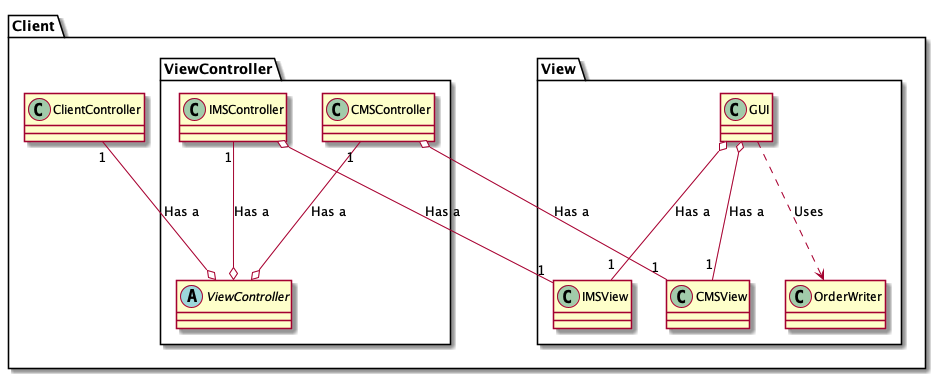 Client
ViewController
View
C ClientController
C IMSController
C CMSController
C GUI
1
1
1
Has a
Has a
Has a
Has a
Has a
Has a
Has a
Uses
1
1
1
1
A ViewController
C IMSView
C CMSView
C OrderWriter